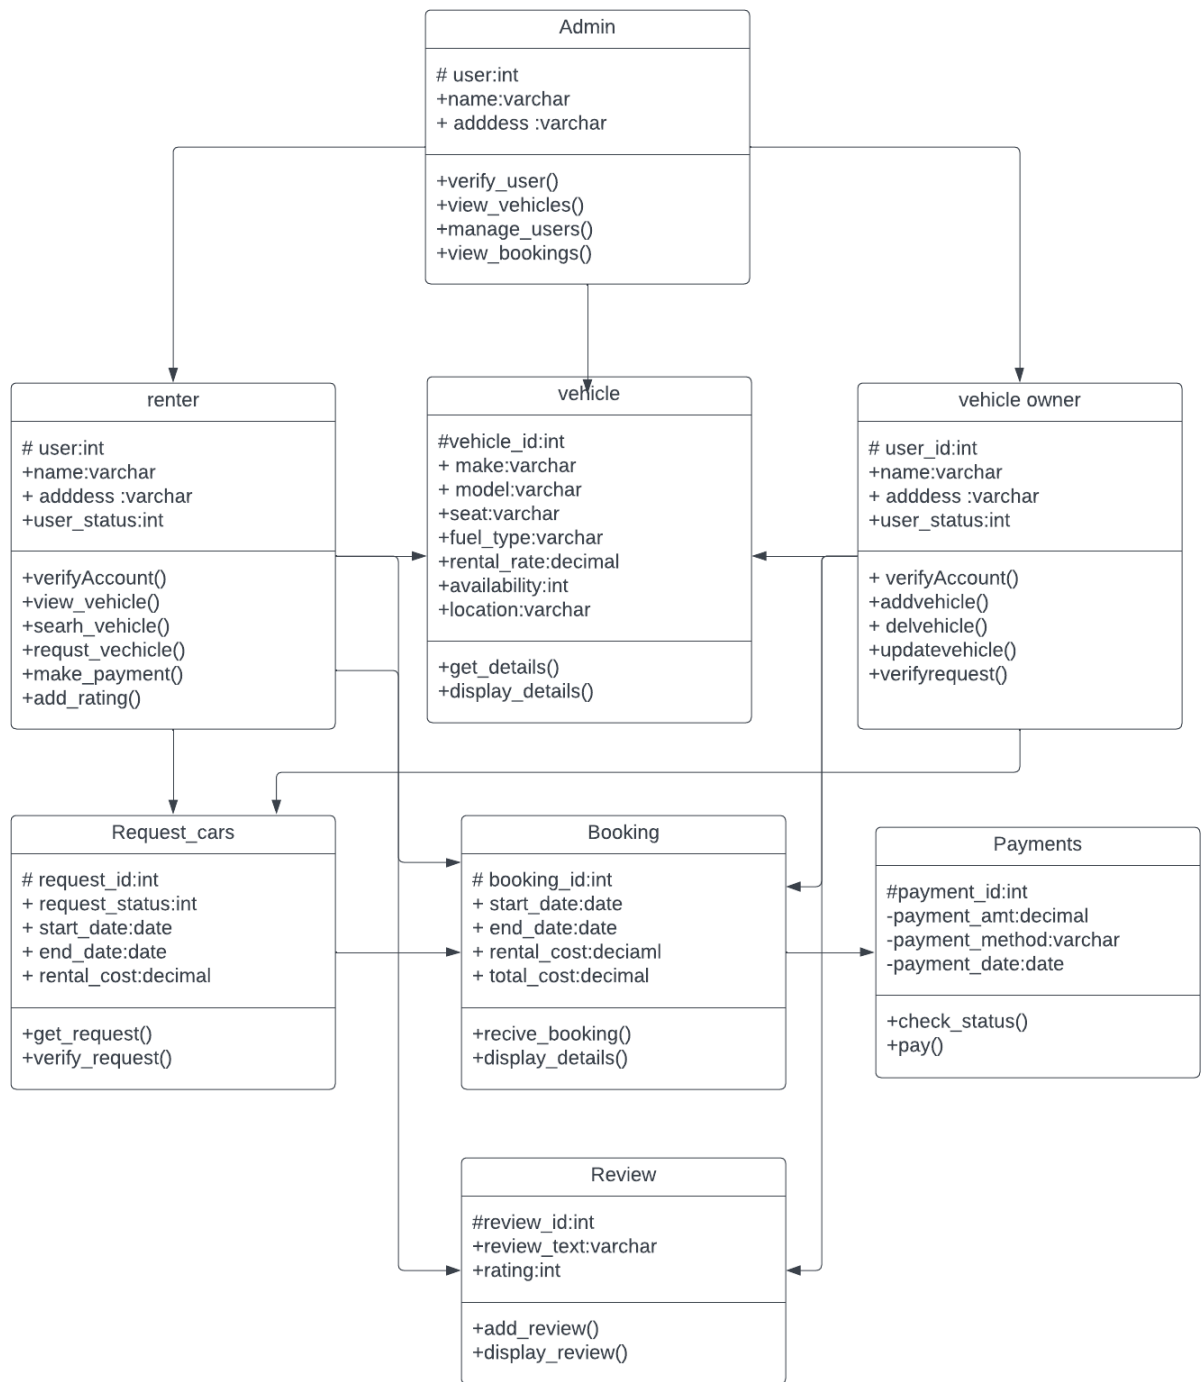 Admin
# user:int
+name:varchar
+ adddess :varchar
+verify_user()
+view_vehicles()
+manage_users()
+view_bookings()
renter
# user:int
+name:varchar
+ adddess :varchar
+user_status:int
+verifyAccount()
+view_vehicle()
+searh_vehicle()
+requst_vechicle()
+make_payment()
+add_rating()
vehicle
#vehicle_id:int
+ make:varchar
+ model:varchar
+seat:varchar
+fuel_type:varchar
+rental_rate:decimal
+availability:int
+location:varchar
+get_details()
+display_details()
vehicle owner
# user_id:int
+name:varchar
+ adddess :varchar
+user_status:int
+ verifyAccount()
+addvehicle()
+ delvehicle()
+updatevehicle()
+verifyrequest()
Request_cars
# request_id:int
+ request_status:int
+ start_date:date
+ end_date:date
+ rental_cost:decimal
+get_request()
+verify_request()
Booking
# booking_id:int
+ start_date:date
+ end_date:date
+ rental_cost:deciaml
+ total_cost:decimal
+recive_booking()
+display_details()
Payments
#payment_id:int
-payment_amt:decimal
-payment_method:varchar
-payment_date:date
+check_status()
+pay()
Review
#review_id:int
+review_text:varchar
+rating:int
+add_review()
+display_review()